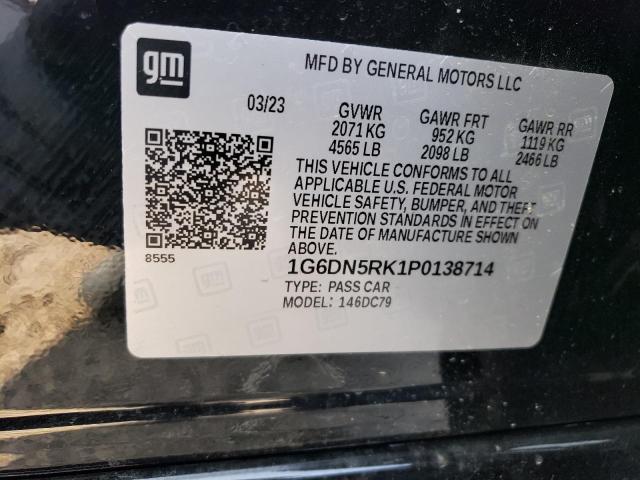 gm
MFD BY GENERAL MOTORS LLC
03/23 GVWR GAWR FRT GAWR RR
2071 KG 952 KG 1119 KG
4565 LB 2098 LB 2466 LB
THIS VEHICLE CONFORMS TO ALL
APPLICABLE U.S. FEDERAL MOTOR
VEHICLE SAFETY, BUMPER, AND THEFT
PREVENTION STANDARDS IN EFFECT ON
THE DATE OF MANUFACTURE SHOWN
ABOVE.
8555
1G6DN5RK1P0138714
TYPE: PASS CAR
MODEL: 146DC79